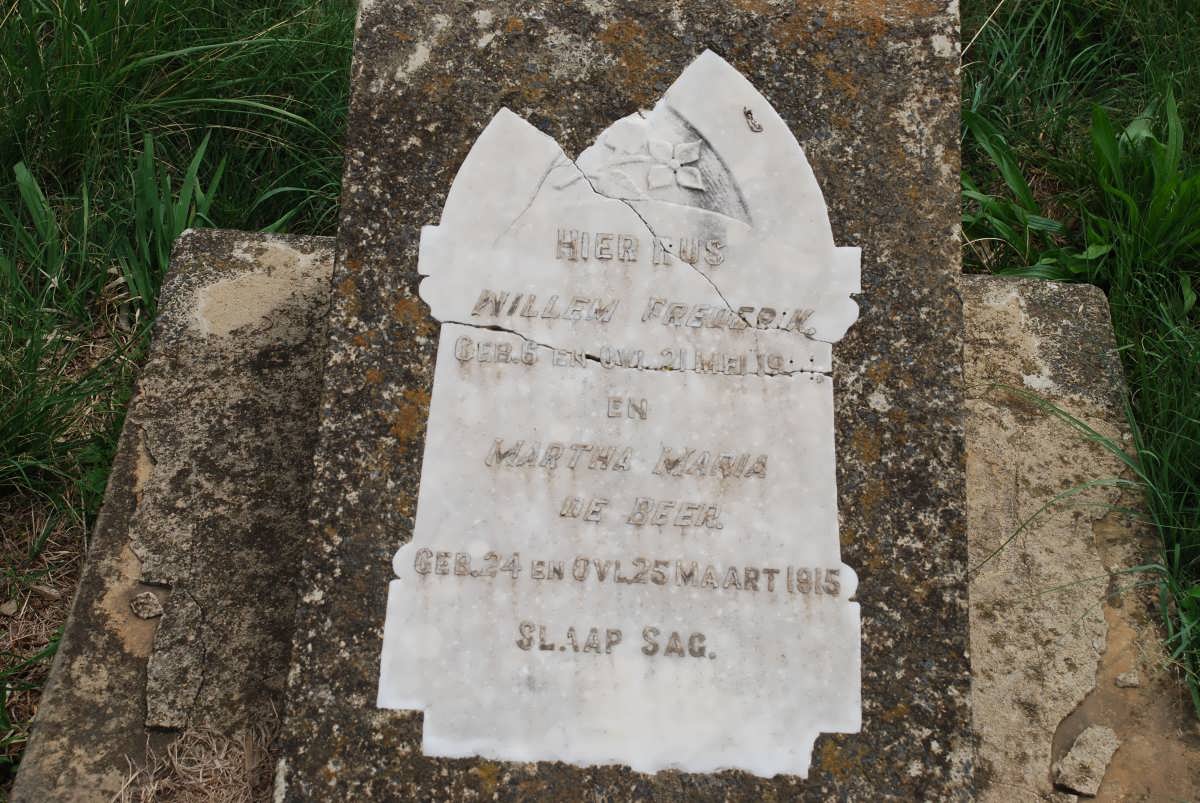 HIER RUS
WILLEM FREDERIK.
GEB. 6 EN OVL. 21 MEI
EN
MARTHA MARIA
DE BEER.
GEB. 24 EN OVL. 25 MAART 1915
SLAAP SAG.